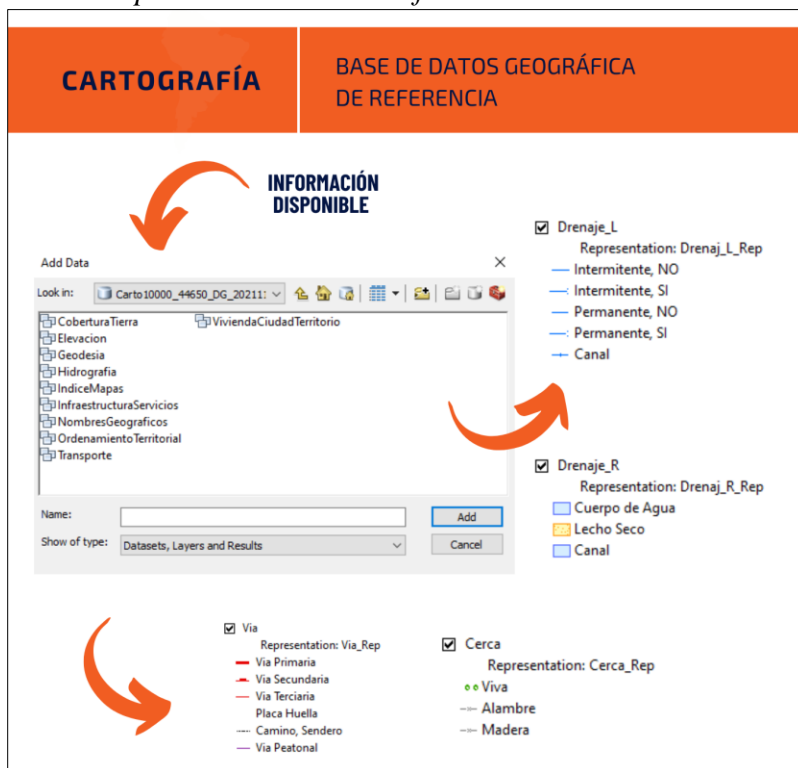 CARTOGRAFÍA
BASE DE DATOS GEOGRÁFICA
DE REFERENCIA
INFORMACIÓN
DISPONIBLE
Add Data
Look in:
Carto10000_44650_DG_20211:
CoberturaTierra
Elevacion
Geodesia
Hidrografia
IndiceMapas
InfraestructuraServicios
NombresGeograficos
OrdenamientoTerritorial
Transporte
ViviendaCiudadTerritorio
Name:
Add
Show of type:
Datasets, Layers and Results
Cancel
Drenaje_L
Representation: Drenaj_L_Rep
Intermitente, NO
Intermitente, SI
Permanente, NO
Permanente, SI
Canal
Drenaje_R
Representation: Drenaj_R_Rep
Cuerpo de Agua
Lecho Seco
Canal
Via
Representation: Via_Rep
Via Primaria
Via Secundaria
Via Terciaria
Placa Huella
Camino, Sendero
Via Peatonal
Cerca
Representation: Cerca_Rep
Viva
Alambre
Madera